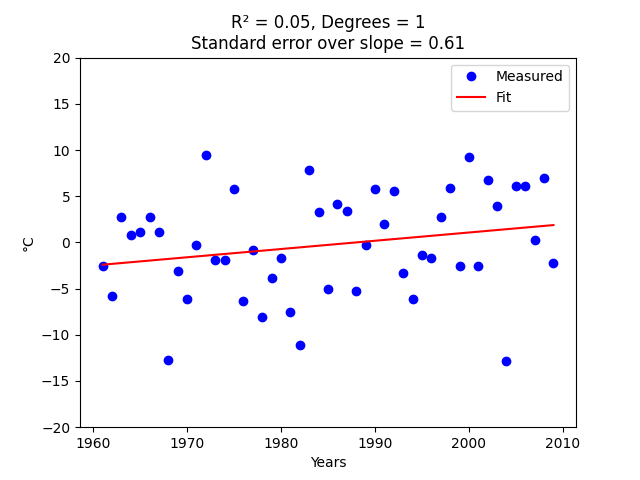 R² = 0.05, Degrees = 1
Standard error over slope = 0.61
Measured
Fit
°C
20
15
10
5
0
−5
−10
−15
−20
1960 1970 1980 1990 2000 2010
Years